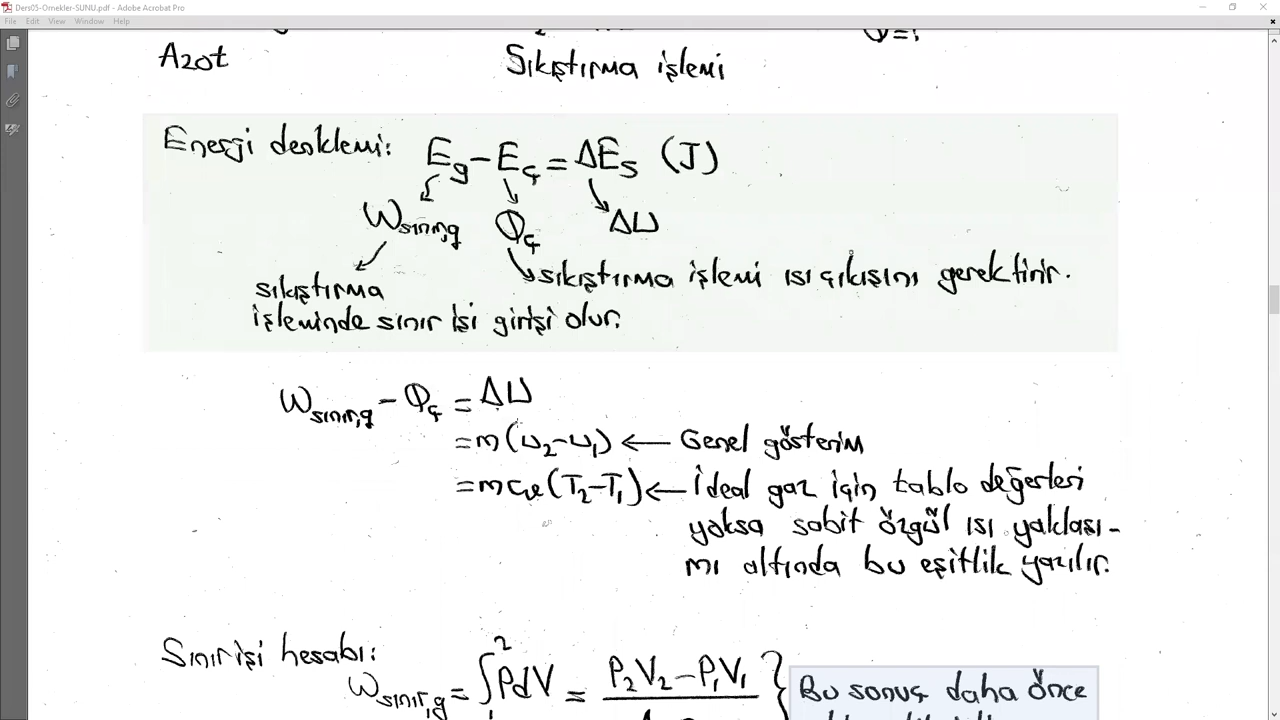 Ders05-Ornekler-SUNU.pdf - Adobe Acrobat Pro
File Edit View Window Help
Azot Sıkıştırma işlemi
Enerji denklemi: Eg - Eç = ΔEs (J)
Wsınır,g Qç ΔU
sıkıştırma işlemi ısı çıkışını gerektirir.
sıkıştırma
işleminde sınır işi girişi olur.
Wsınır,g - Qç = ΔU
= m(u2-u1) ← Genel gösterim
= mcv(T2-T1) ← İdeal gaz için tablo değerleri
yoksa sabit özgül ısı yaklaşı-
mı altında bu eşitlik yazılır.
Sınır işi hesabı:
Wsınır,g = ∫PdV = P2V2-P1V1
2
Bu sonuç daha önce